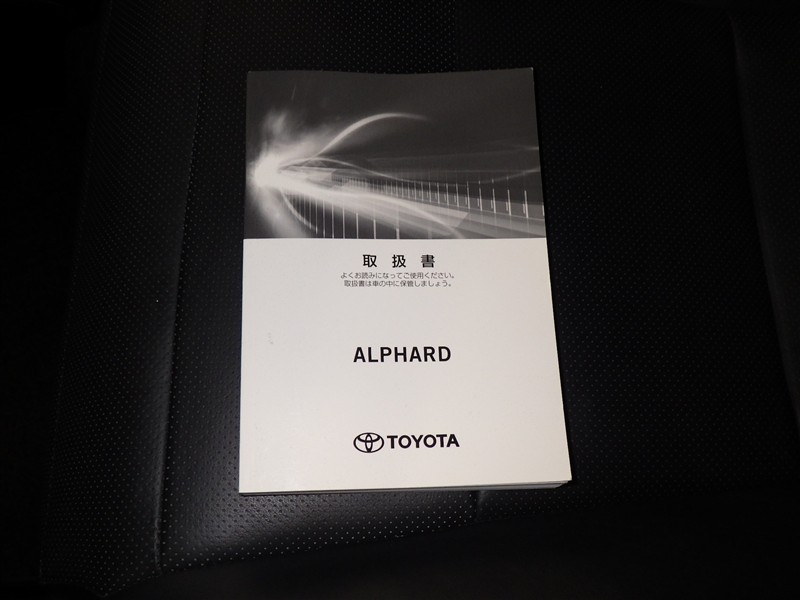 取扱書
よくお読みになってご使用ください。
取扱書は車の中に保管しましょう。
ALPHARD
TOYOTA